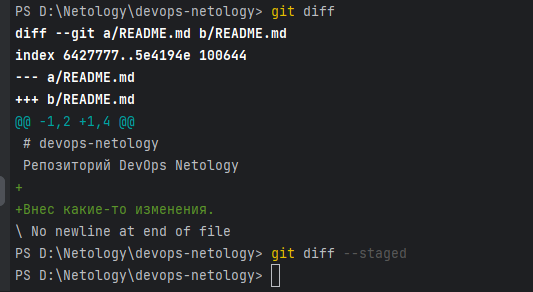 PS D:\Netology\devops-netology> git diff
diff --git a/README.md b/README.md
index 6427777..5e4194e 100644
--- a/README.md
+++ b/README.md
@@ -1,2 +1,4 @@
 # devops-netology
 Репозиторий DevOps Netology
+
+Внес какие-то изменения.
\ No newline at end of file
PS D:\Netology\devops-netology> git diff --staged
PS D:\Netology\devops-netology>